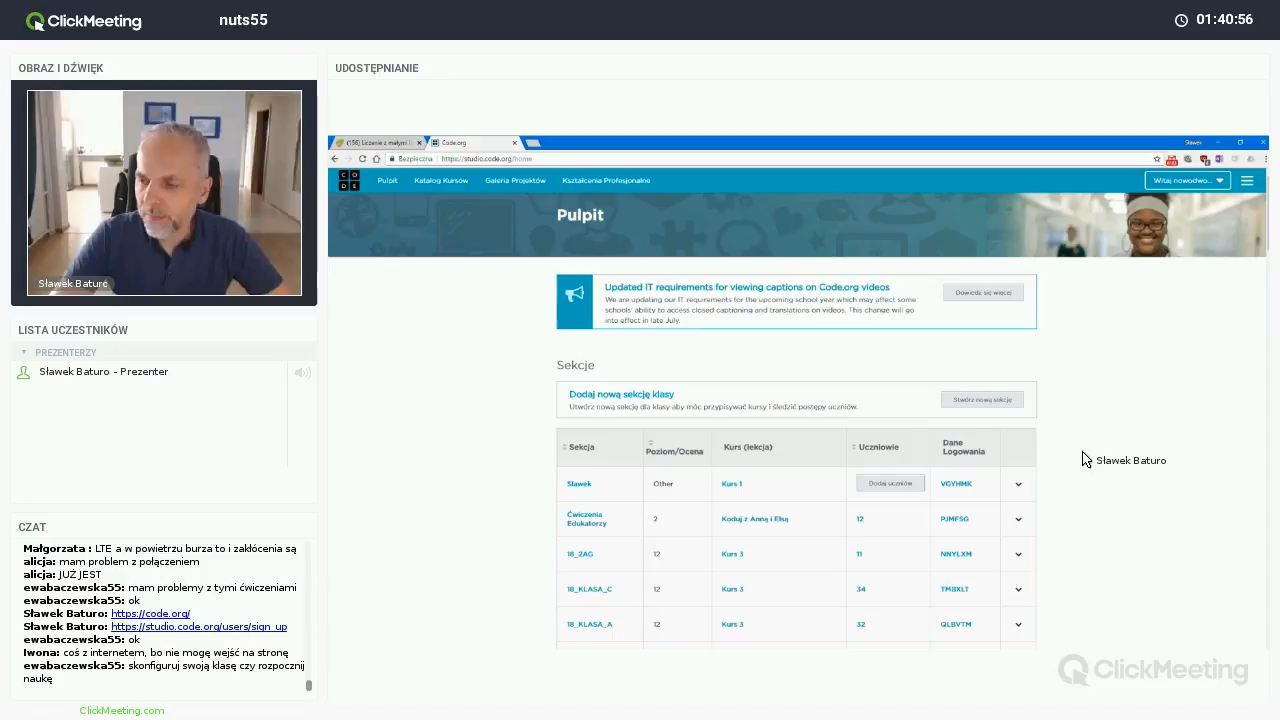 ClickMeeting
nuts55
01:40:56
OBRAZ I DŹWIĘK
Sławek Baturo
LISTA UCZESTNIKÓW
PREZENTERZY
Sławek Baturo - Prezenter
CZAT
Małgorzata : LTE a w powietrzu burza to i zakłócenia są
alicja: mam problem z połączeniem
alicja: JUŻ JEST
ewabaczewska55: mam problemy z tymi ćwiczeniami
ewabaczewska55: ok
Sławek Baturo: https://code.org/
Sławek Baturo: https://studio.code.org/users/sign_up
ewabaczewska55: ok
Iwona: coś z internetem, bo nie mogę wejść na stronę
ewabaczewska55: skonfiguruj swoją klasę czy rozpocznij
naukę
ClickMeeting.com
UDOSTĘPNIANIE
(156) Liczenie z małymi
Code.org
Sławek
Bezpieczna https://studio.code.org/home
CODE
Pulpit Katalog Kursów Galeria Projektów Kształcenia Profesjonalne
Witaj nowodwo...
Pulpit
Updated IT requirements for viewing captions on Code.org videos
We are updating our IT requirements for the upcoming school year which may affect some
schools' ability to access closed captioning and translations on videos. This change will go
into effect in late July.
Dowiedz się więcej
Sekcje
Dodaj nową sekcję klasy
Utwórz nową sekcję dla klasy aby móc przypisywać kursy i śledzić postępy uczniów.
Stwórz nową sekcję
Sekcja Poziom/Ocena Kurs (lekcja) Uczniowie Dane Logowania
Sławek Other Kurs 1 Dodaj uczniów VGYHMK
Ćwiczenia Edukatorzy 2 Koduj z Anną i Elsą 12 PJMFSG
18_2AG 12 Kurs 3 11 NNYLXM
18_KLASA_C 12 Kurs 3 34 TMBXLT
18_KLASA_A 12 Kurs 3 32 QLBVTM
Sławek Baturo
ClickMeeting